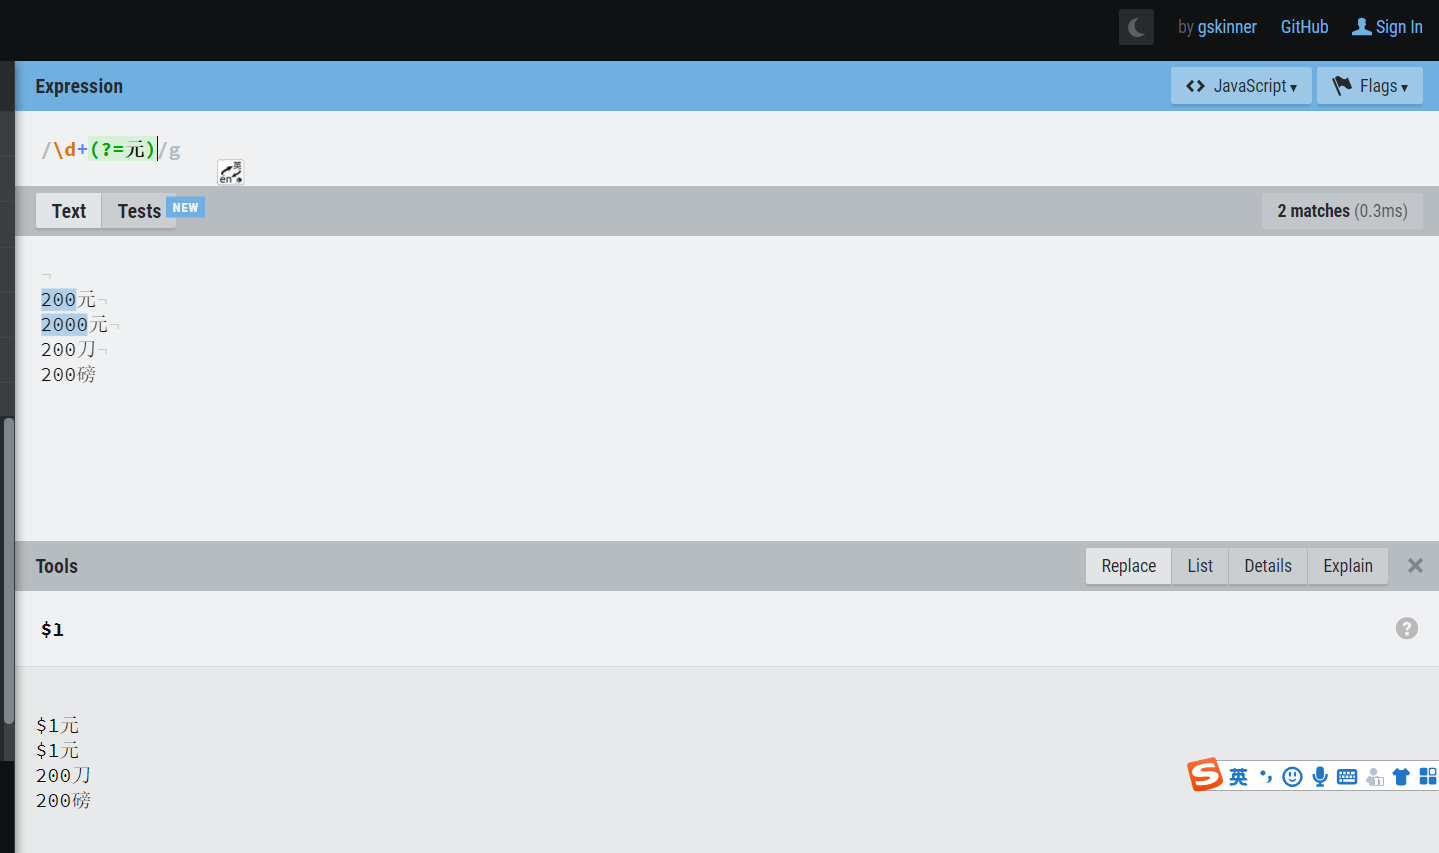 by gskinner GitHub Sign In
Expression JavaScript▾ Flags▾
/\d+(?=元)/g
英
en
Text Tests NEW 2 matches (0.3ms)
¬
200元¬
2000元¬
200刀¬
200磅
Tools Replace List Details Explain
$1 ?
$1元
$1元
200刀
S 英
200磅